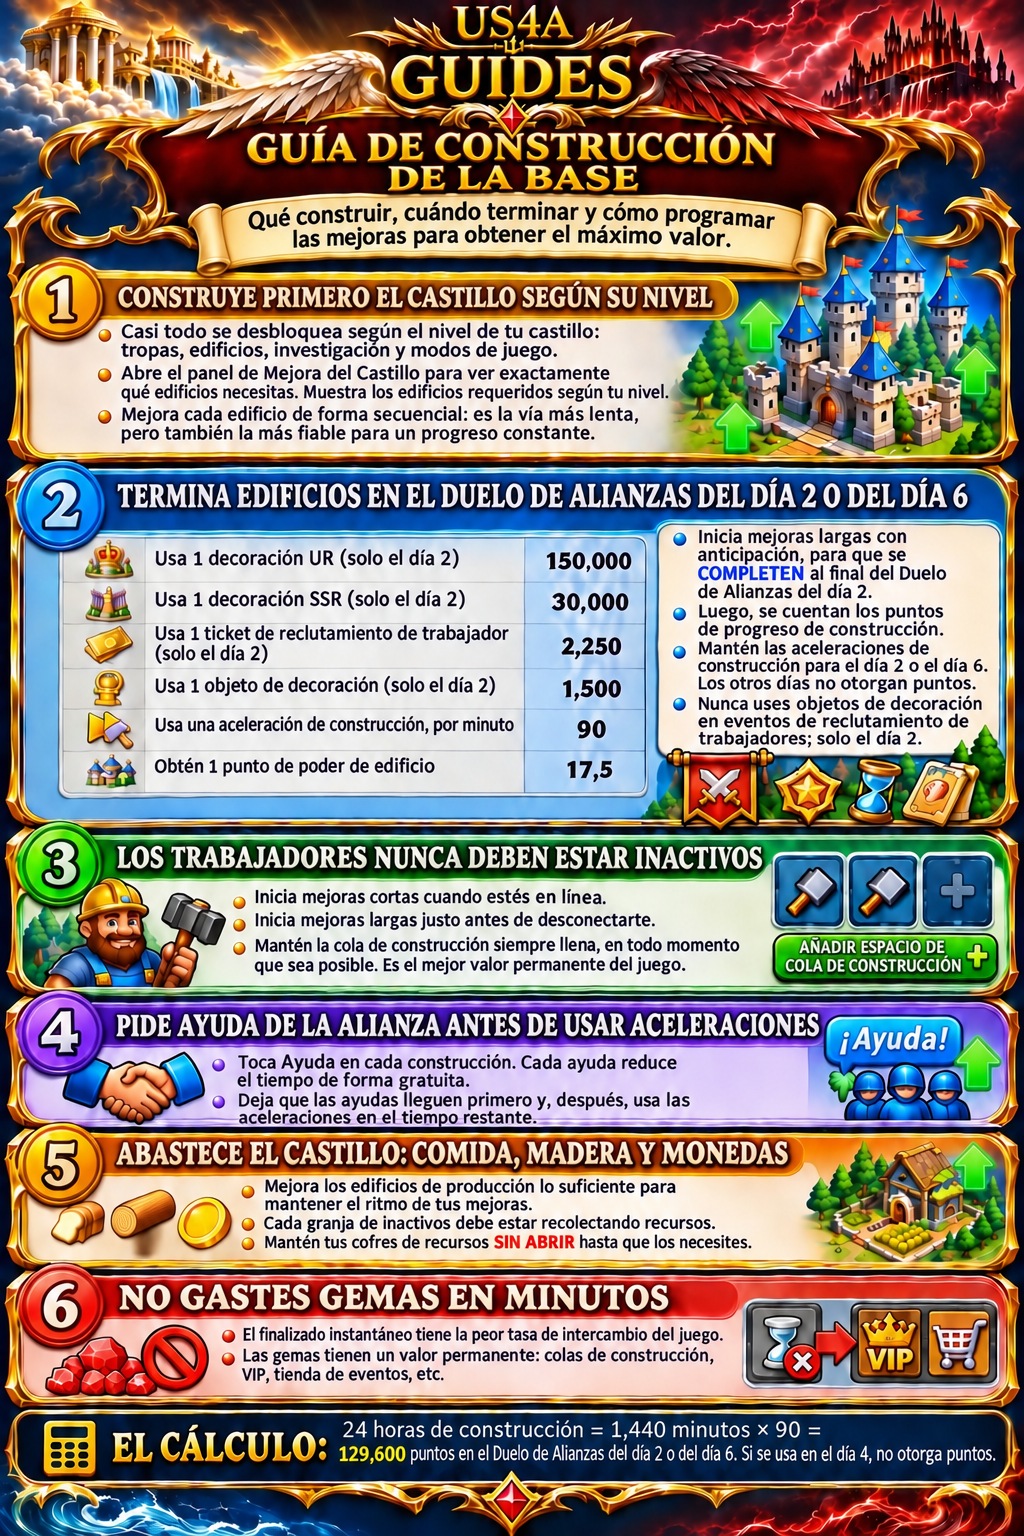 US4A
GUIDES
GUÍA DE CONSTRUCCIÓN
DE LA BASE
Qué construir, cuándo terminar y cómo programar
las mejoras para obtener el máximo valor.
1
CONSTRUYE PRIMERO EL CASTILLO SEGÚN SU NIVEL
Casi todo se desbloquea según el nivel de tu castillo:
tropas, edificios, investigación y modos de juego.
Abre el panel de Mejora del Castillo para ver exactamente
qué edificios necesitas. Muestra los edificios requeridos según tu nivel.
Mejora cada edificio de forma secuencial: es la vía más lenta,
pero también la más fiable para un progreso constante.
2
TERMINA EDIFICIOS EN EL DUELO DE ALIANZAS DEL DÍA 2 O DEL DÍA 6
Usa 1 decoración UR (solo el día 2) 150,000
Usa 1 decoración SSR (solo el día 2) 30,000
Usa 1 ticket de reclutamiento de trabajador
(solo el día 2) 2,250
Usa 1 objeto de decoración (solo el día 2) 1,500
Usa una aceleración de construcción, por minuto 90
Obtén 1 punto de poder de edificio 17,5
Inicia mejoras largas con
anticipación, para que se
COMPLETEN al final del Duelo
de Alianzas del día 2.
Luego, se cuentan los puntos
de progreso de construcción.
Mantén las aceleraciones de
construcción para el día 2 o el día 6.
Los otros días no otorgan puntos.
Nunca uses objetos de decoración
en eventos de reclutamiento de
trabajadores; solo el día 2.
3
LOS TRABAJADORES NUNCA DEBEN ESTAR INACTIVOS
Inicia mejoras cortas cuando estés en línea.
Inicia mejoras largas justo antes de desconectarte.
Mantén la cola de construcción siempre llena, en todo momento
que sea posible. Es el mejor valor permanente del juego.
AÑADIR ESPACIO DE
COLA DE CONSTRUCCIÓN +
4
PIDE AYUDA DE LA ALIANZA ANTES DE USAR ACELERACIONES
Toca Ayuda en cada construcción. Cada ayuda reduce
el tiempo de forma gratuita.
Deja que las ayudas lleguen primero y, después, usa las
aceleraciones en el tiempo restante.
¡Ayuda!
5
ABASTECE EL CASTILLO: COMIDA, MADERA Y MONEDAS
Mejora los edificios de producción lo suficiente para
mantener el ritmo de tus mejoras.
Cada granja de inactivos debe estar recolectando recursos.
Mantén tus cofres de recursos SIN ABRIR hasta que los necesites.
6
NO GASTES GEMAS EN MINUTOS
El finalizado instantáneo tiene la peor tasa de intercambio del juego.
Las gemas tienen un valor permanente: colas de construcción,
VIP, tienda de eventos, etc.
VIP
EL CÁLCULO:
24 horas de construcción = 1,440 minutos × 90 =
129,600 puntos en el Duelo de Alianzas del día 2 o del día 6. Si se usa en el día 4, no otorga puntos.